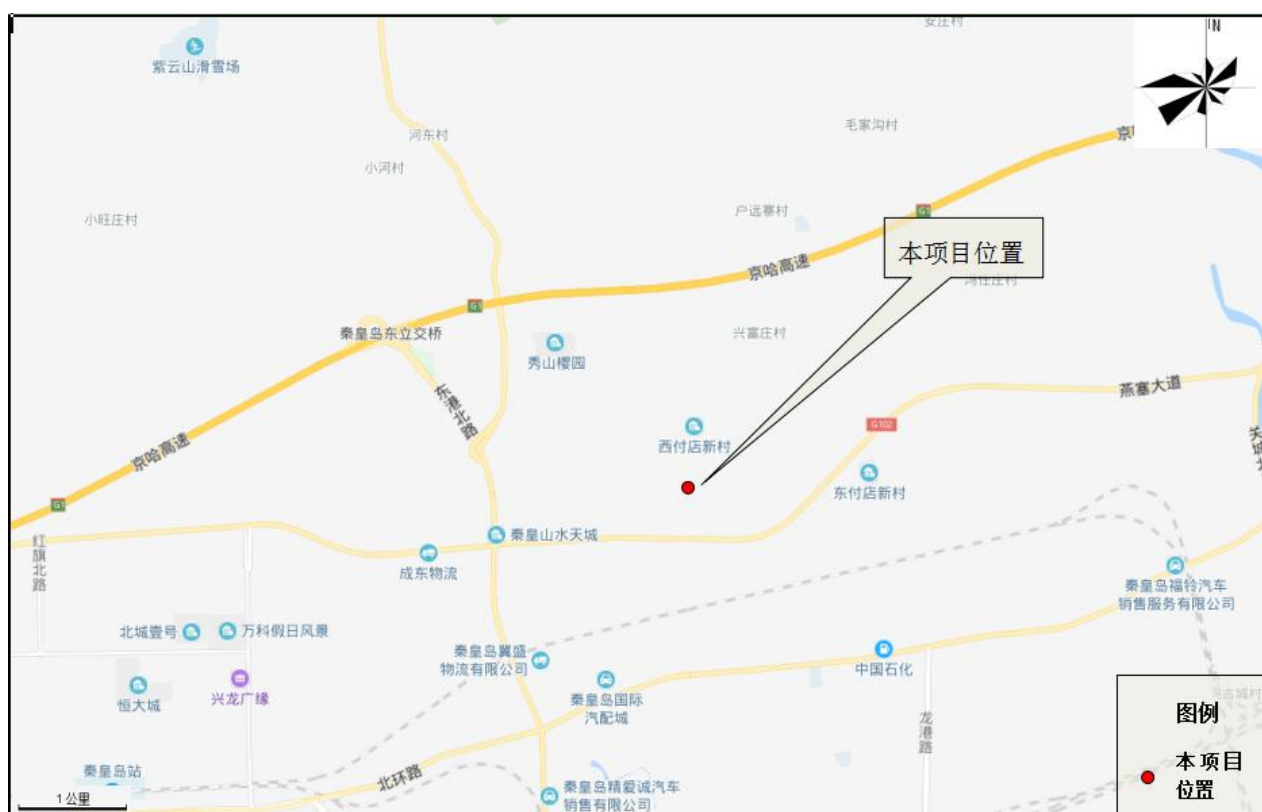 安庄村
N
紫云山滑雪场
毛家沟村
河东村
京
小河村
户远寨村
小旺庄村
G1
本项目位置
京哈高速
G1
兴富庄村
秦皇岛东立交桥
秀山樱园
燕塞大道
东港北路
西付店新村
G102
京哈高速
东付店新村
关城北
G1
秦皇山水天城
红旗北路
成东物流
秦皇岛福铃汽车
销售服务有限公司
北城壹号
万科假日风景
秦皇岛冀盛
物流有限公司
中国石化
兴龙广缘
恒大城
秦皇岛国际
汽配城
古城村
图例
龙港路
本项目
位置
秦皇岛站
北环路
秦皇岛精爱诚汽车
销售有限公司
1公里